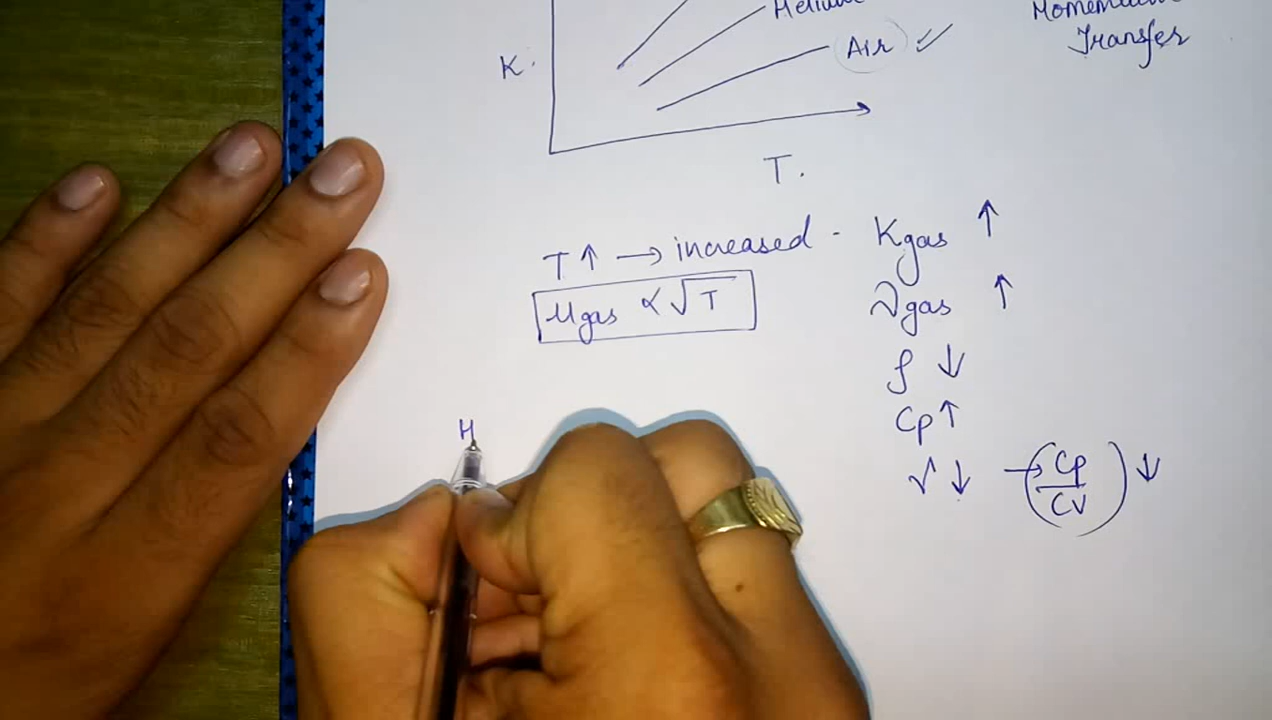 Helium
Momentum
Transfer
Air ✓
K.
T.
T ↑ → increased - Kgas ↑
μgas ∝ √T
νgas ↑
ρ ↓
Cp ↑
γ ↓ → (Cp/Cv) ↓
H